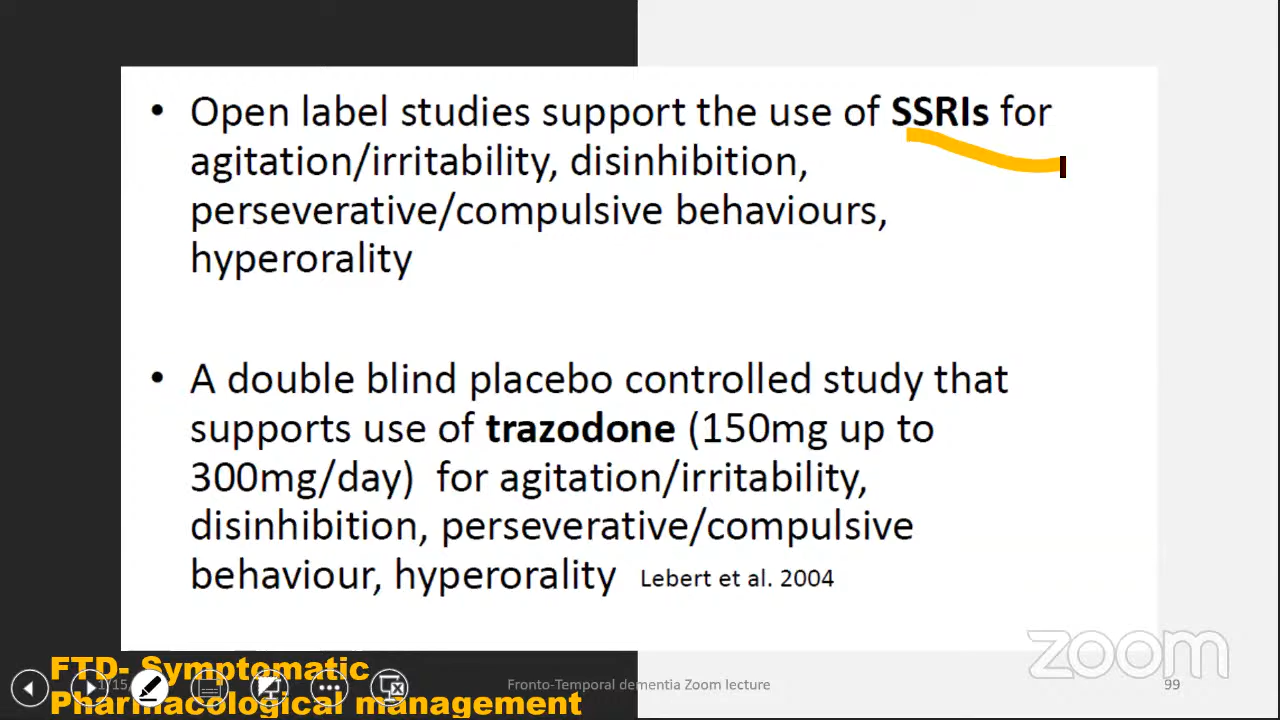 • Open label studies support the use of SSRIs for
agitation/irritability, disinhibition,
perseverative/compulsive behaviours,
hyperorality
• A double blind placebo controlled study that
supports use of trazodone (150mg up to
300mg/day) for agitation/irritability,
disinhibition, perseverative/compulsive
behaviour, hyperorality Lebert et al. 2004
zoom
FTD- Symptomatic
Pharmacological management
Fronto-Temporal dementia Zoom lecture
99